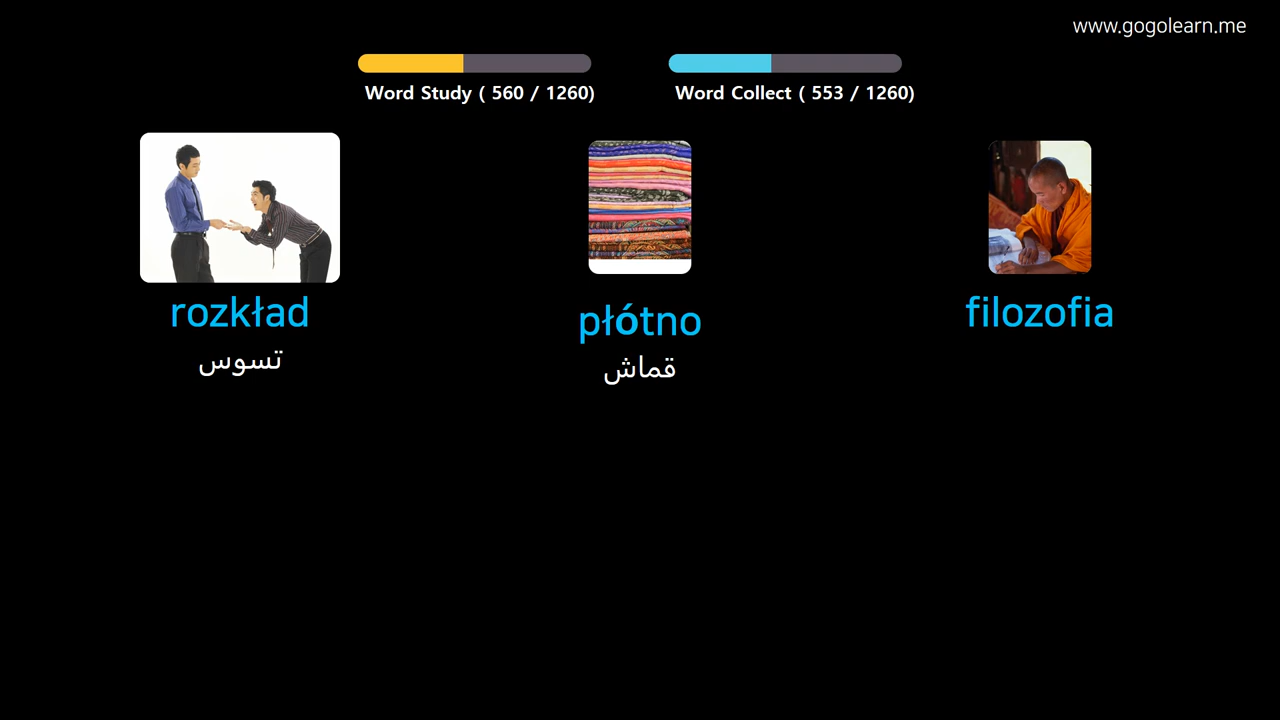 www.gogolearn.me
Word Study ( 560 / 1260)
Word Collect ( 553 / 1260)
rozkład
تسوس
płótno
قماش
filozofia